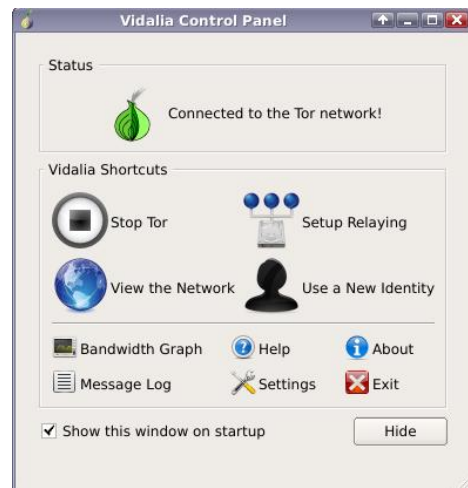 Vidalia Control Panel
Status
Connected to the Tor network!
Vidalia Shortcuts
Stop Tor
Setup Relaying
View the Network
Use a New Identity
Bandwidth Graph
Help
About
Message Log
Settings
Exit
Show this window on startup
Hide